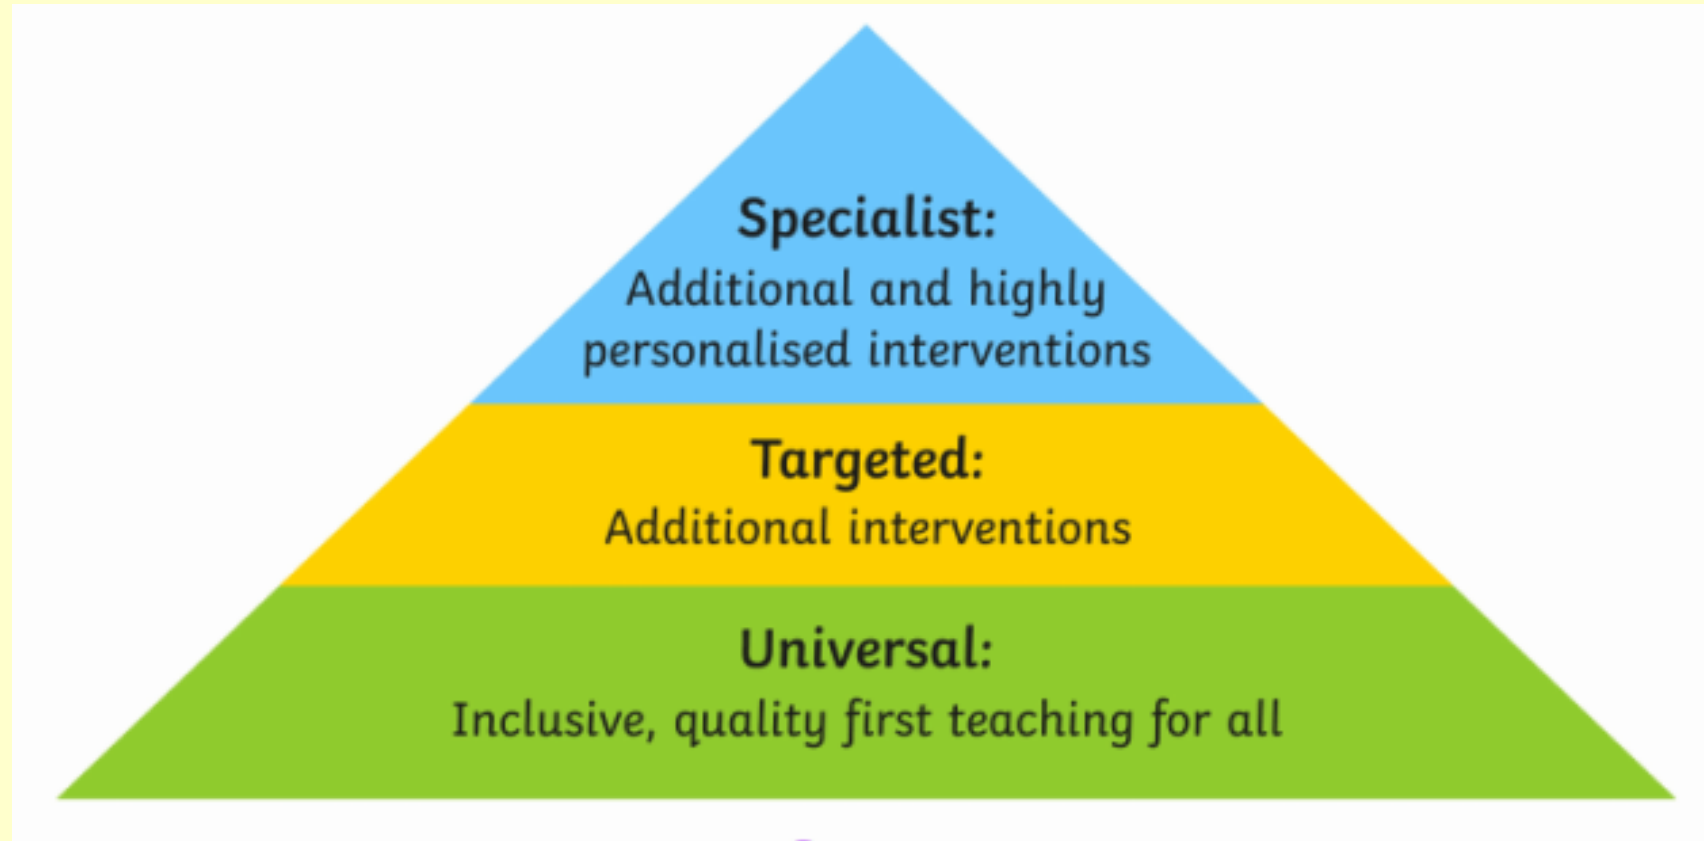 Specialist:
Additional and highly
personalised interventions
Targeted:
Additional interventions
Universal:
Inclusive, quality first teaching for all